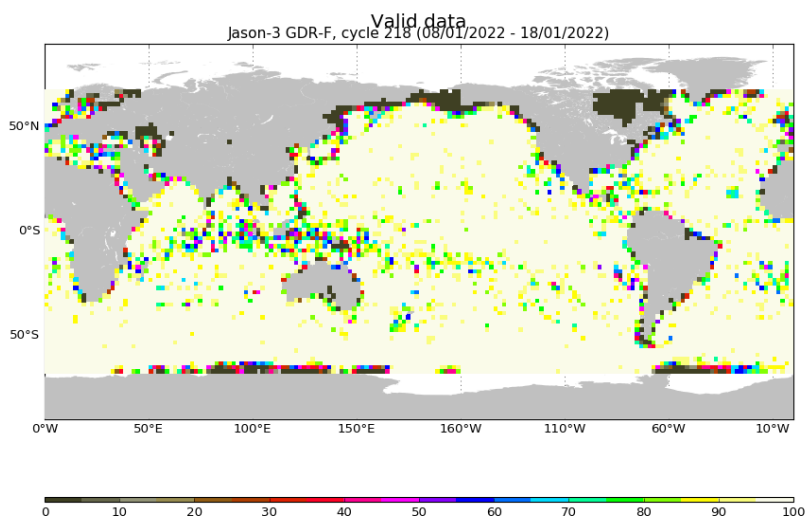 Valid data
Jason-3 GDR-F, cycle 218 (08/01/2022 - 18/01/2022)
50°N
0°S
50°S
0°W 50°E 100°E 150°E 160°W 110°W 60°W 10°W
0 10 20 30 40 50 60 70 80 90 100